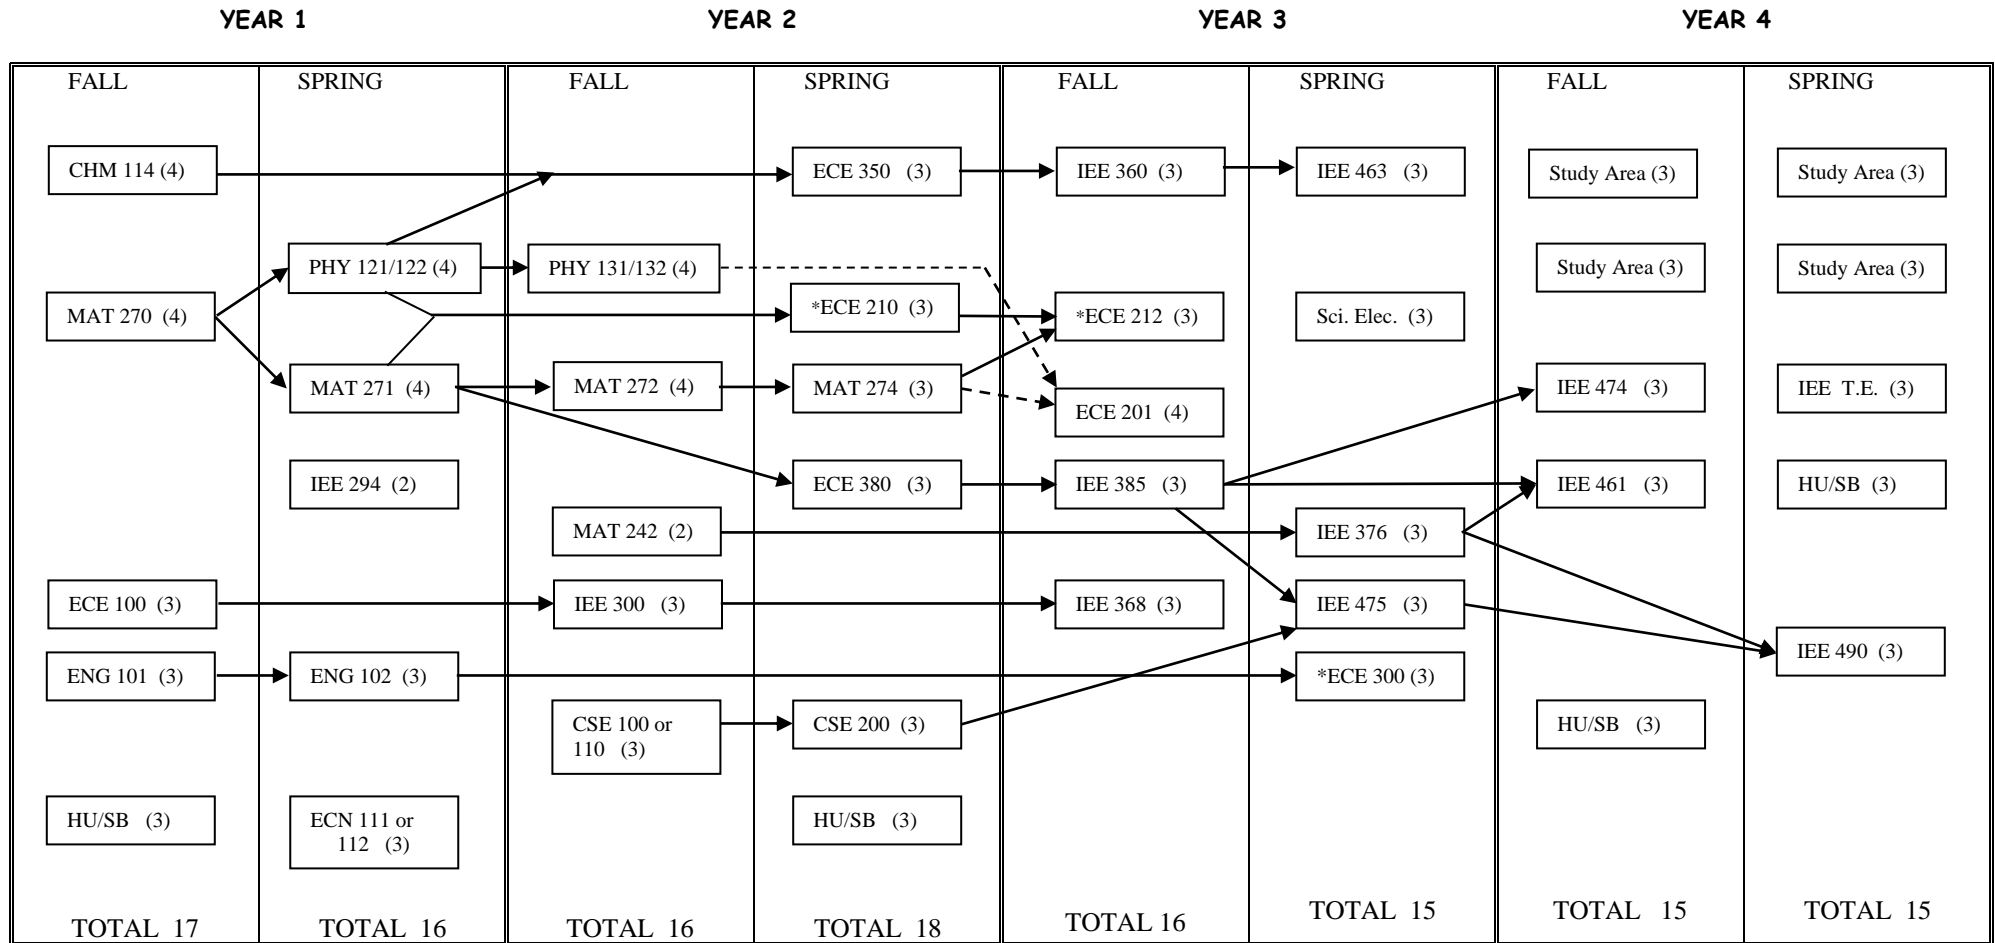 YEAR 1
YEAR 2
YEAR 3
YEAR 4
FALL
CHM 114 (4)
MAT 270 (4)
ECE 100 (3)
ENG 101 (3)
HU/SB (3)
TOTAL 17
SPRING
PHY 121/122 (4)
MAT 271 (4)
IEE 294 (2)
ENG 102 (3)
ECN 111 or
112 (3)
TOTAL 16
FALL
PHY 131/132 (4)
MAT 272 (4)
MAT 242 (2)
IEE 300 (3)
CSE 100 or
110 (3)
TOTAL 16
SPRING
ECE 350 (3)
*ECE 210 (3)
MAT 274 (3)
ECE 380 (3)
CSE 200 (3)
HU/SB (3)
TOTAL 18
FALL
IEE 360 (3)
*ECE 212 (3)
ECE 201 (4)
IEE 385 (3)
IEE 368 (3)
TOTAL 16
SPRING
IEE 463 (3)
Sci. Elec. (3)
IEE 376 (3)
IEE 475 (3)
*ECE 300 (3)
TOTAL 15
FALL
Study Area (3)
Study Area (3)
IEE 474 (3)
IEE 461 (3)
HU/SB (3)
TOTAL 15
SPRING
Study Area (3)
Study Area (3)
IEE T.E. (3)
HU/SB (3)
IEE 490 (3)
TOTAL 15